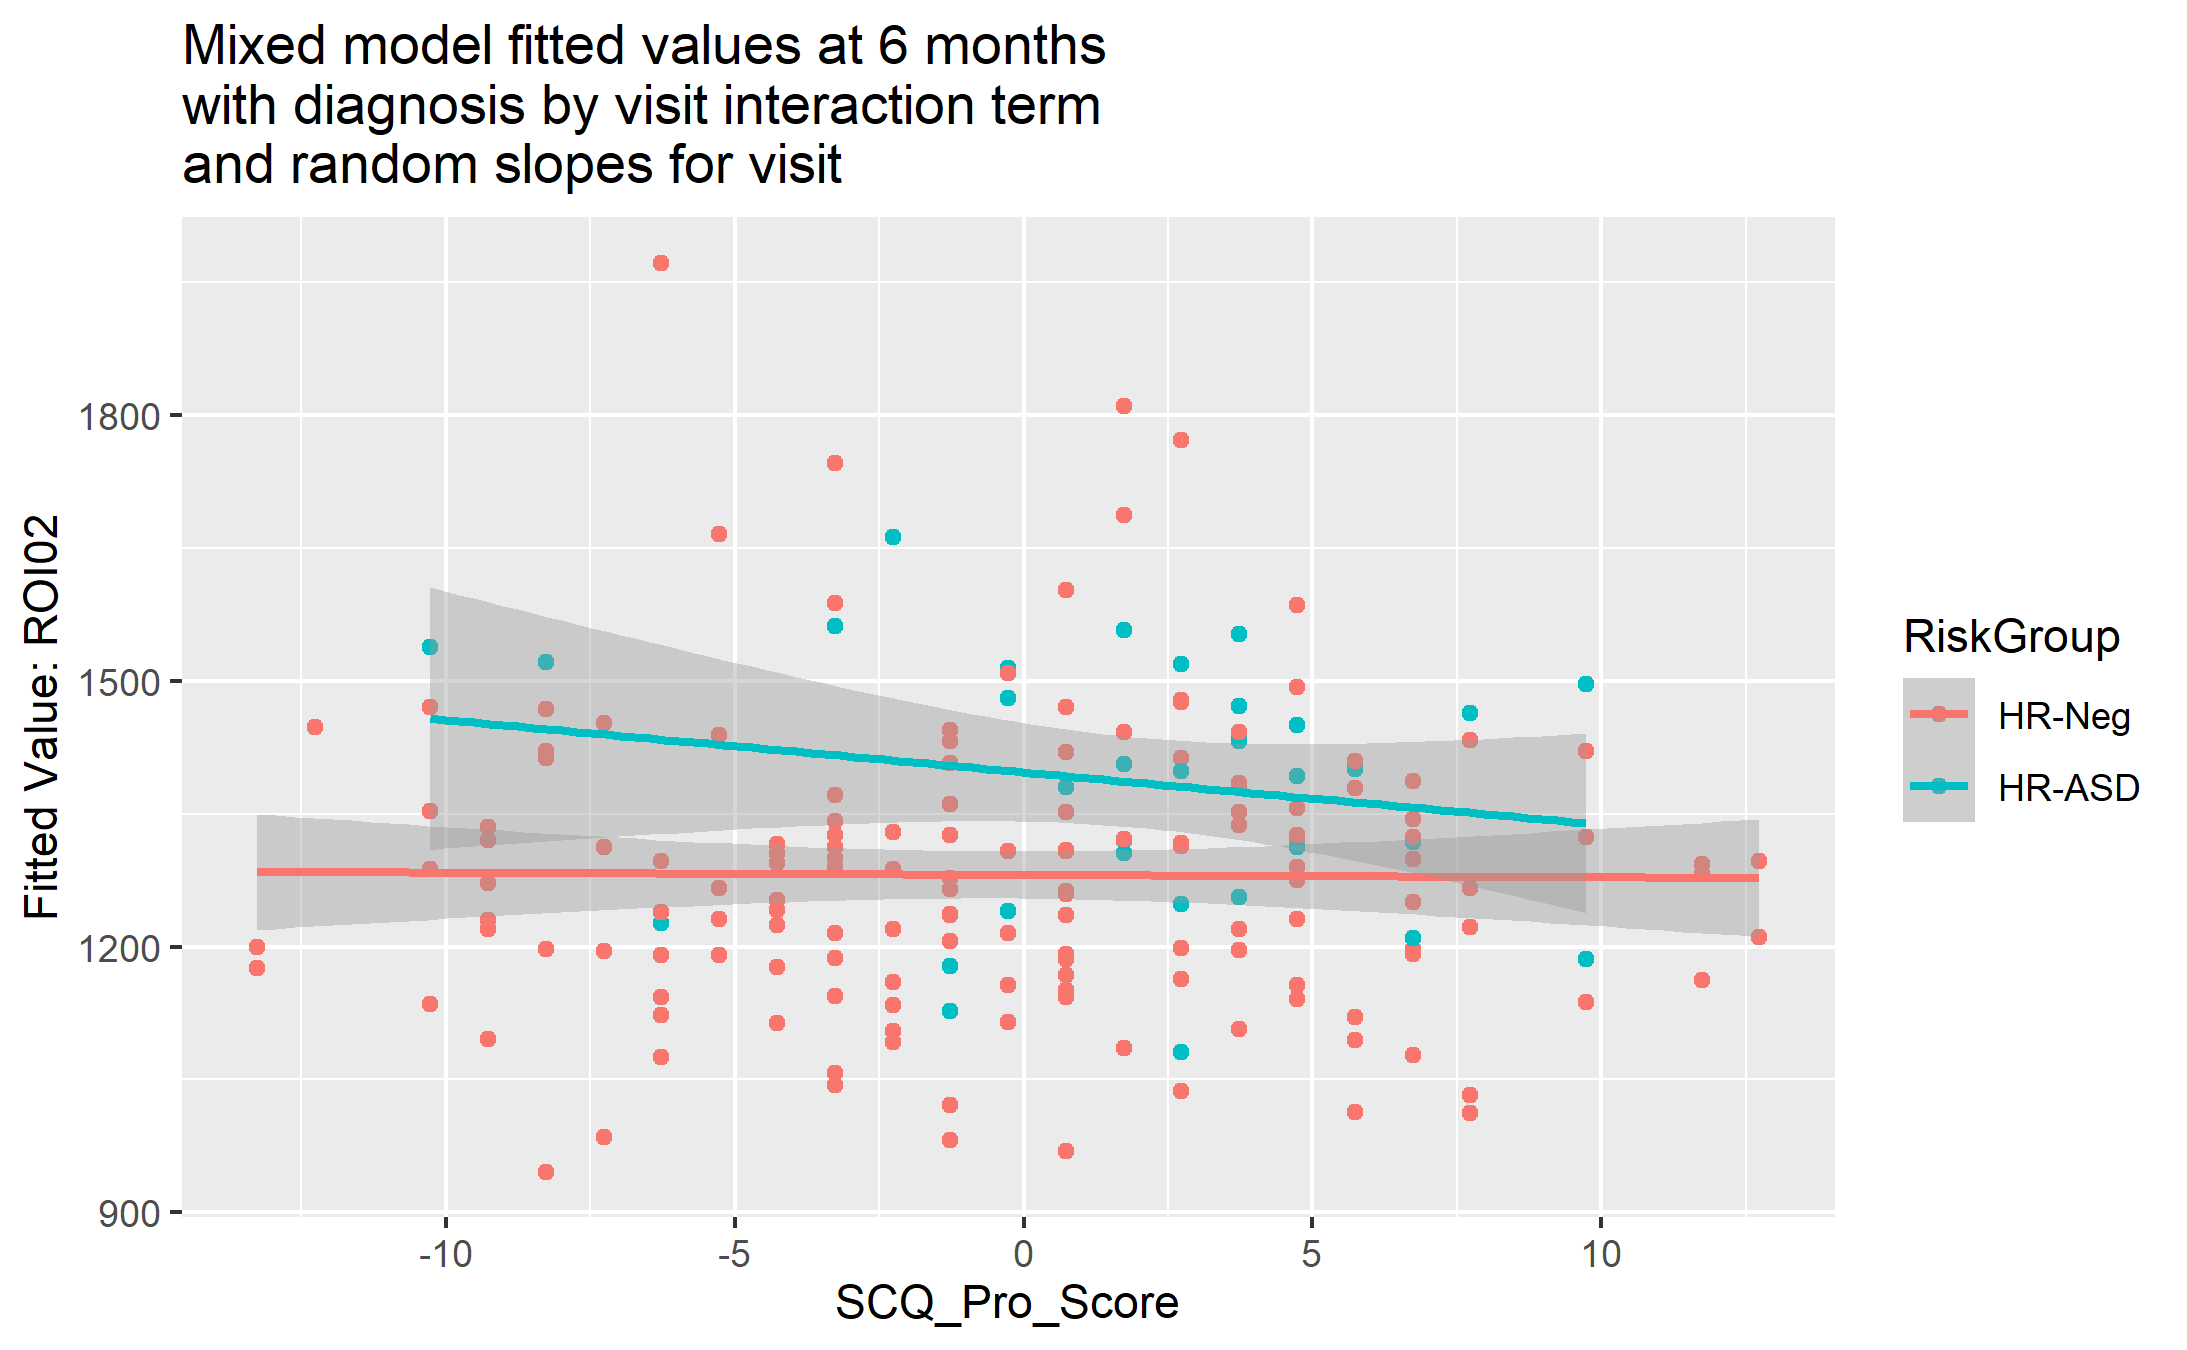 Mixed model fitted values at 6 months
with diagnosis by visit interaction term
and random slopes for visit
Fitted Value: ROI02
1800
1500
1200
900
-10
-5
0
5
10
SCQ_Pro_Score
RiskGroup
HR-Neg
HR-ASD